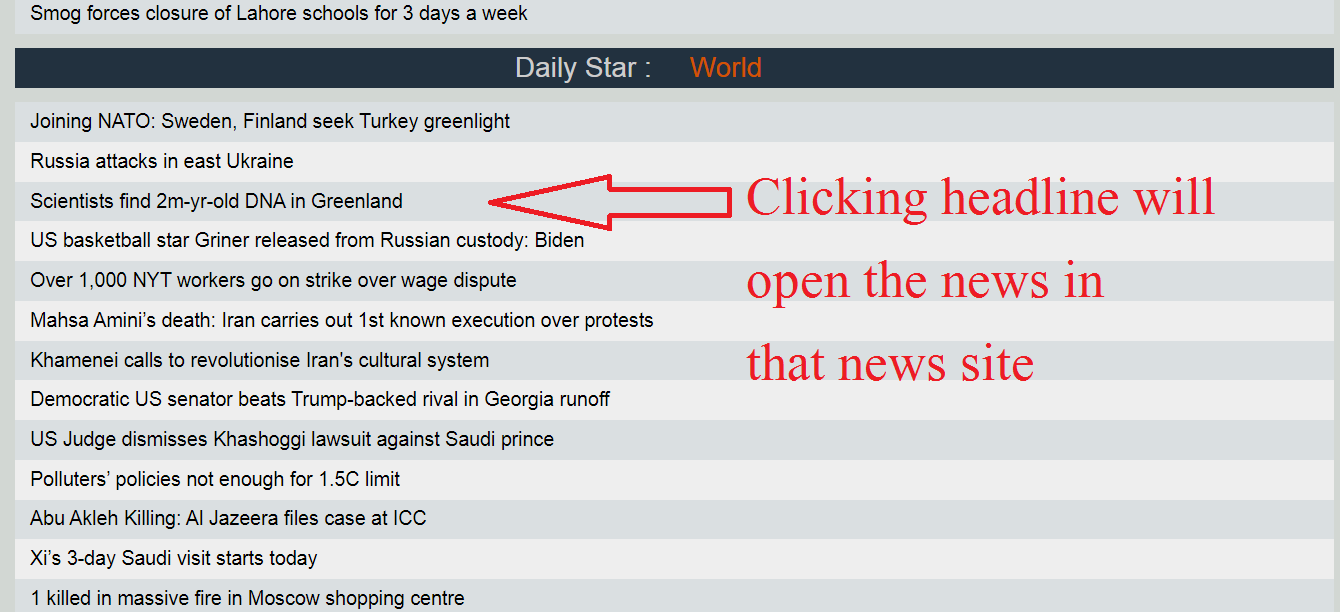 Smog forces closure of Lahore schools for 3 days a week
Daily Star : World
Joining NATO: Sweden, Finland seek Turkey greenlight
Russia attacks in east Ukraine
Scientists find 2m-yr-old DNA in Greenland
Clicking headline will
US basketball star Griner released from Russian custody: Biden
Over 1,000 NYT workers go on strike over wage dispute
open the news in
Mahsa Amini’s death: Iran carries out 1st known execution over protests
Khamenei calls to revolutionise Iran's cultural system
that news site
Democratic US senator beats Trump-backed rival in Georgia runoff
US Judge dismisses Khashoggi lawsuit against Saudi prince
Polluters’ policies not enough for 1.5C limit
Abu Akleh Killing: Al Jazeera files case at ICC
Xi’s 3-day Saudi visit starts today
1 killed in massive fire in Moscow shopping centre